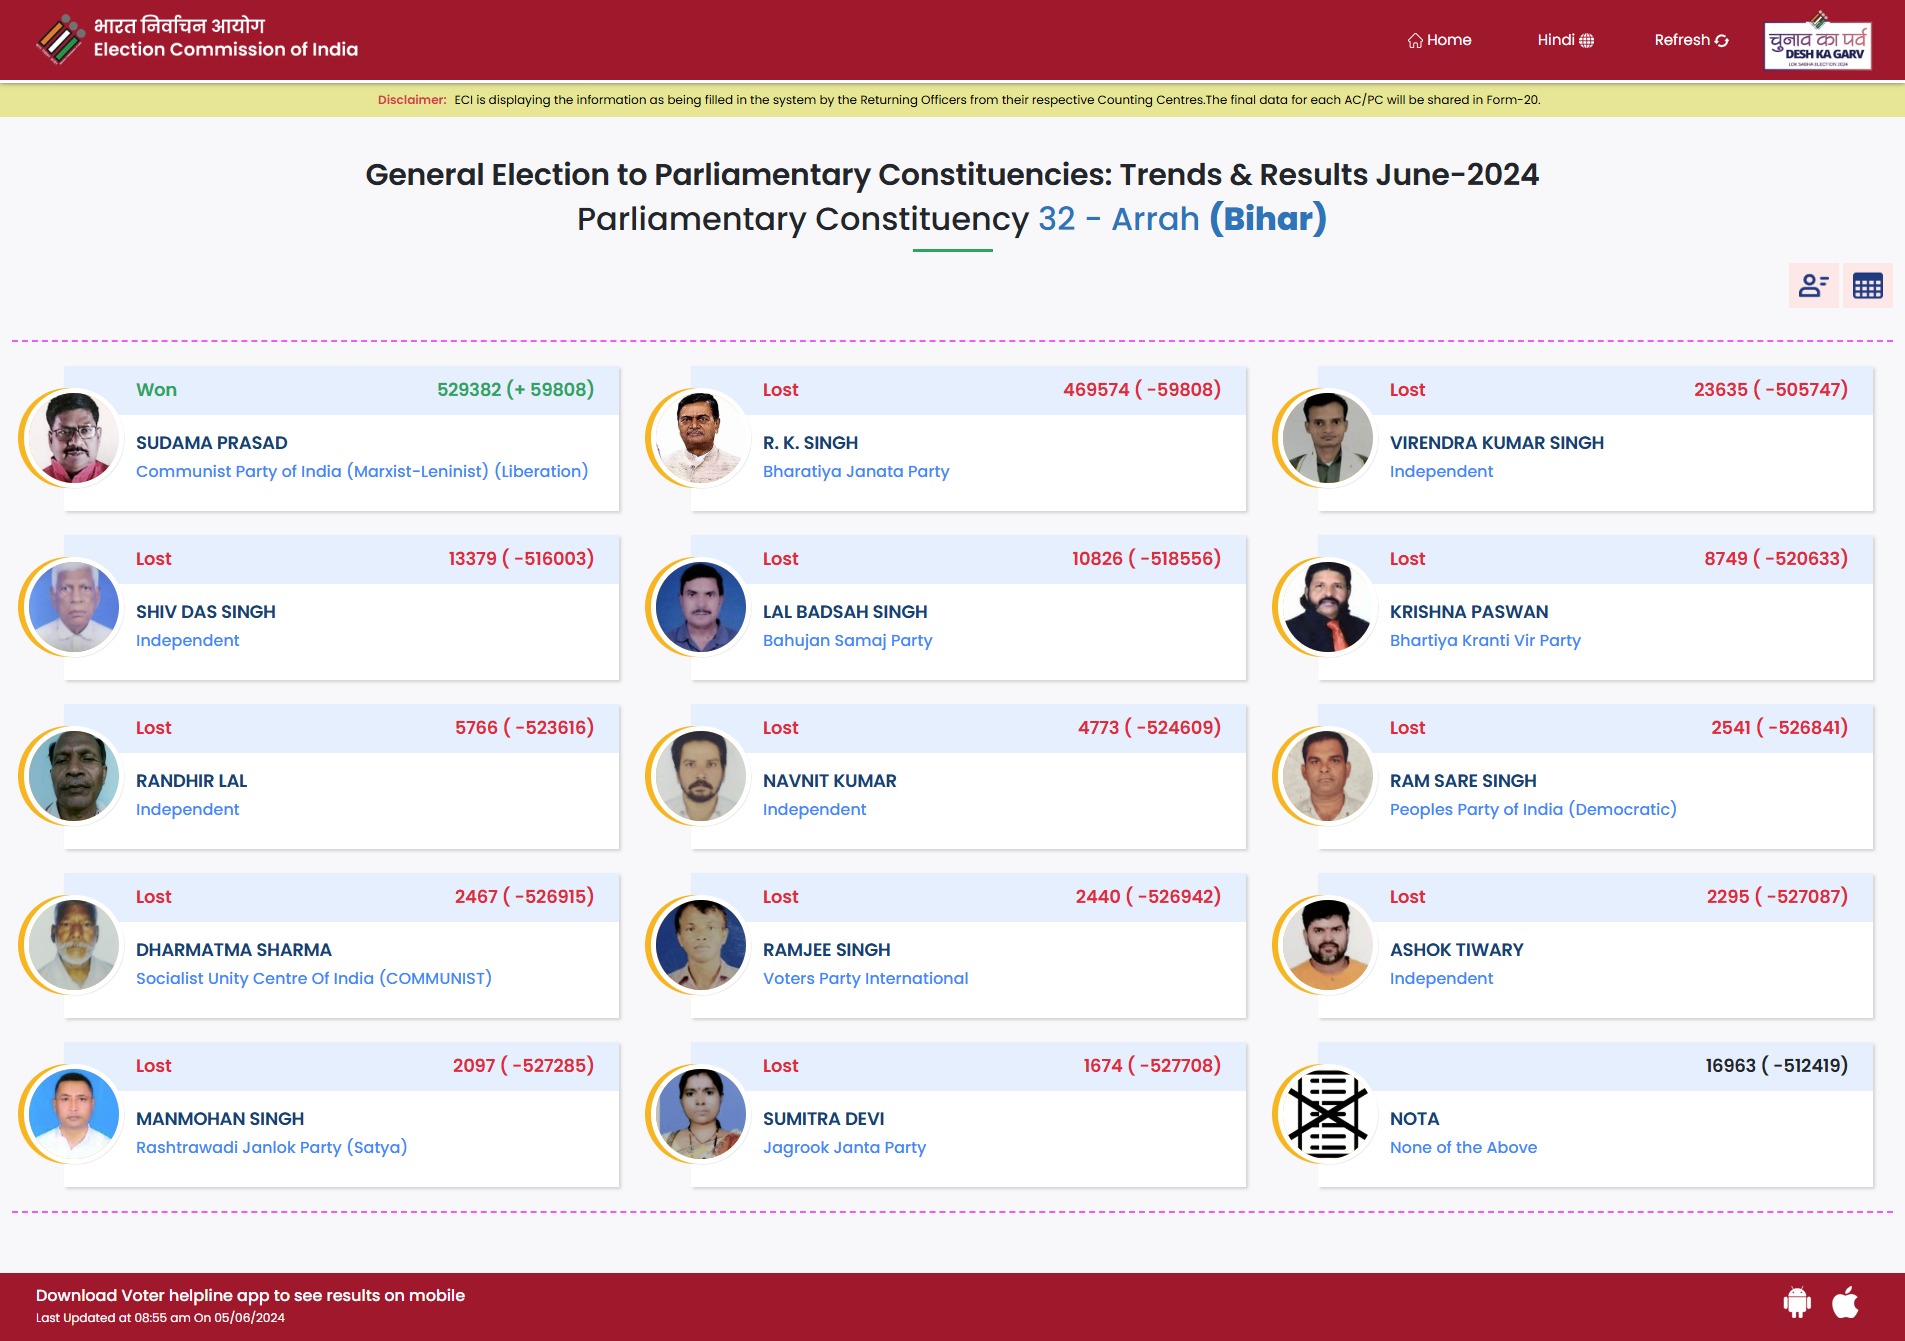 भारत निर्वाचन आयोग
Election Commission of India
Home
Hindi
Refresh
चुनाव का पर्व
DESH KA GARV
LOK SABHA ELECTION 2024
Disclaimer: ECI is displaying the information as being filled in the system by the Returning Officers from their respective Counting Centres.The final data for each AC/PC will be shared in Form-20.
General Election to Parliamentary Constituencies: Trends & Results June-2024
Parliamentary Constituency 32 - Arrah (Bihar)
Won 529382 (+ 59808)
SUDAMA PRASAD
Communist Party of India (Marxist-Leninist) (Liberation)
Lost 469574 ( -59808)
R. K. SINGH
Bharatiya Janata Party
Lost 23635 ( -505747)
VIRENDRA KUMAR SINGH
Independent
Lost 13379 ( -516003)
SHIV DAS SINGH
Independent
Lost 10826 ( -518556)
LAL BADSAH SINGH
Bahujan Samaj Party
Lost 8749 ( -520633)
KRISHNA PASWAN
Bhartiya Kranti Vir Party
Lost 5766 ( -523616)
RANDHIR LAL
Independent
Lost 4773 ( -524609)
NAVNIT KUMAR
Independent
Lost 2541 ( -526841)
RAM SARE SINGH
Peoples Party of India (Democratic)
Lost 2467 ( -526915)
DHARMATMA SHARMA
Socialist Unity Centre Of India (COMMUNIST)
Lost 2440 ( -526942)
RAMJEE SINGH
Voters Party International
Lost 2295 ( -527087)
ASHOK TIWARY
Independent
Lost 2097 ( -527285)
MANMOHAN SINGH
Rashtrawadi Janlok Party (Satya)
Lost 1674 ( -527708)
SUMITRA DEVI
Jagrook Janta Party
16963 ( -512419)
NOTA
None of the Above
Download Voter helpline app to see results on mobile
Last Updated at 08:55 am On 05/06/2024